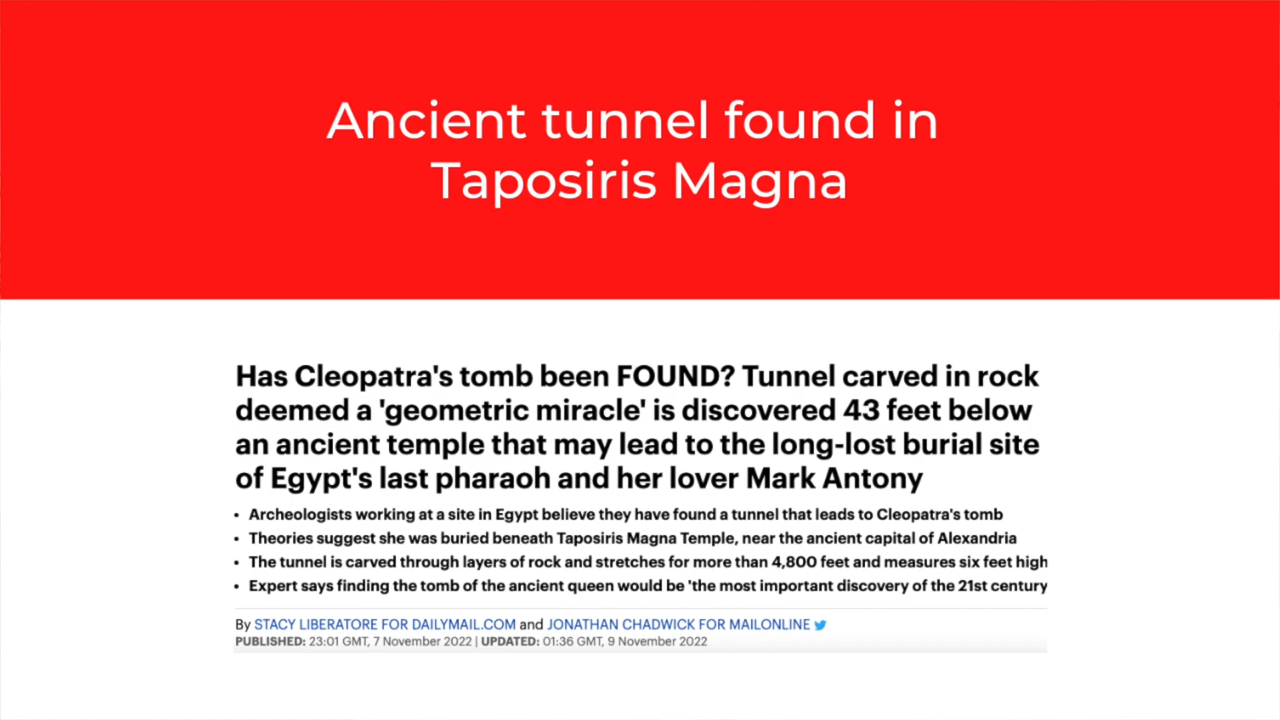 Ancient tunnel found in
Taposiris Magna
Has Cleopatra's tomb been FOUND? Tunnel carved in rock
deemed a 'geometric miracle' is discovered 43 feet below
an ancient temple that may lead to the long-lost burial site
of Egypt's last pharaoh and her lover Mark Antony
• Archeologists working at a site in Egypt believe they have found a tunnel that leads to Cleopatra's tomb
• Theories suggest she was buried beneath Taposiris Magna Temple, near the ancient capital of Alexandria
• The tunnel is carved through layers of rock and stretches for more than 4,800 feet and measures six feet high
• Expert says finding the tomb of the ancient queen would be 'the most important discovery of the 21st century
By STACY LIBERATORE FOR DAILYMAIL.COM and JONATHAN CHADWICK FOR MAILONLINE
PUBLISHED: 23:01 GMT, 7 November 2022 | UPDATED: 01:36 GMT, 9 November 2022